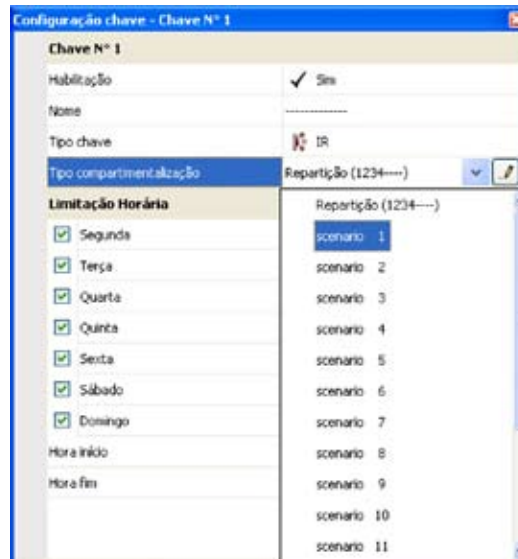 Configuração chave - Chave N° 1
Chave N° 1
Habilitação Sim
Nome -------------
Tipo chave IR
Tipo compartimentalização Repartição (1234----)
Limitação Horária Repartição (1234----)
Segunda scenario 1
Terça scenario 2
Quarta scenario 3
Quinta scenario 4
Sexta scenario 5
Sábado scenario 6
Domingo scenario 7
Hora início scenario 8
Hora fim scenario 9
scenario 10
scenario 11